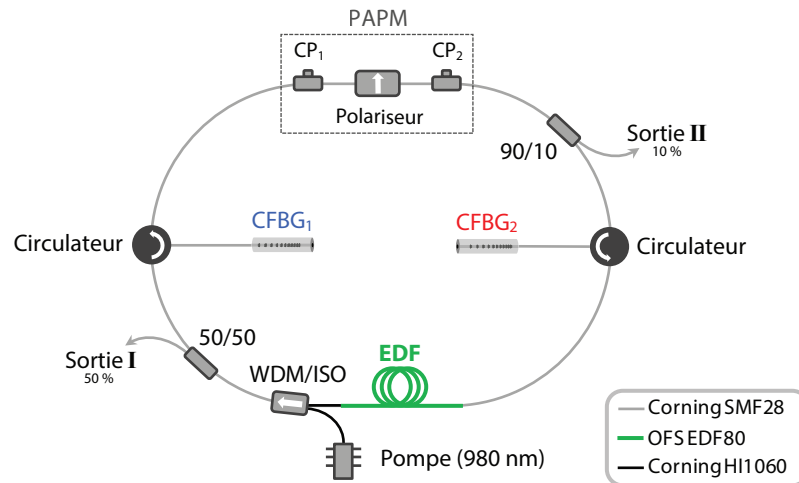 PAPM
CP₁
CP₂
Polariseur
90/10
Sortie II
10 %
CFBG₁
CFBG₂
Circulateur
Circulateur
50/50
Sortie I
50 %
WDM/ISO
EDF
Pompe (980 nm)
Corning SMF28
OFS EDF80
Corning HI1060